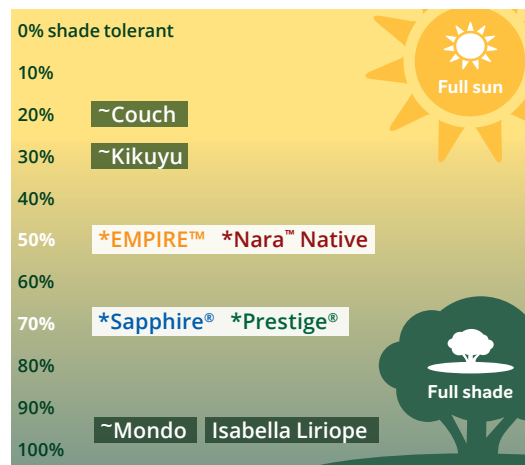 0% shade tolerant
10%
Full sun
20% ~Couch
30% ~Kikuyu
40%
50% *EMPIRE™ *Nara™ Native
60%
70% *Sapphire® *Prestige®
80%
Full shade
90%
~Mondo Isabella Liriope
100%